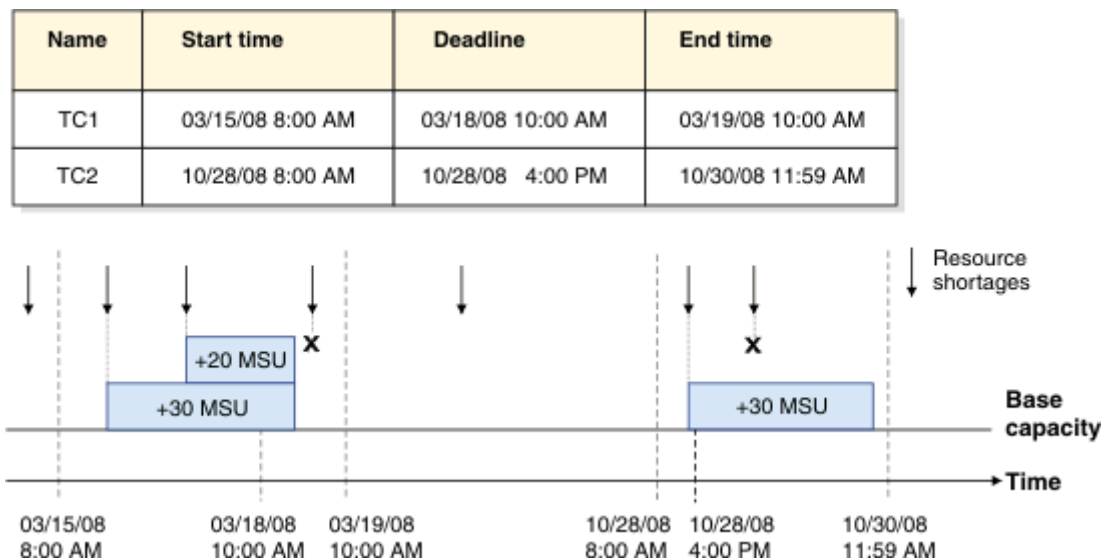 Name Start time Deadline End time
TC1 03/15/08 8:00 AM 03/18/08 10:00 AM 03/19/08 10:00 AM
TC2 10/28/08 8:00 AM 10/28/08 4:00 PM 10/30/08 11:59 AM
Resource
shortages
x
x
+20 MSU
+30 MSU
+30 MSU
Base
capacity
Time
03/15/08 03/18/08 03/19/08 10/28/08 10/28/08 10/30/08
8:00 AM 10:00 AM 10:00 AM 8:00 AM 4:00 PM 11:59 AM